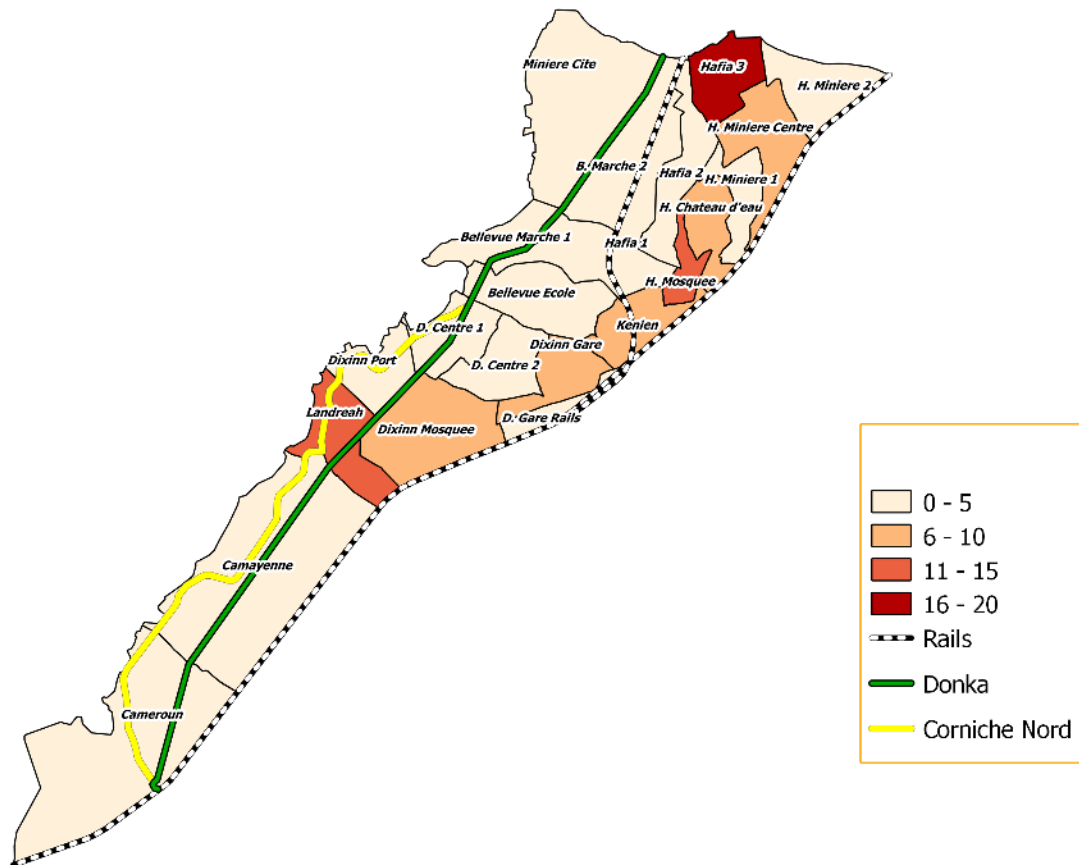 Miniere Cite
Hafia 3
H. Miniere 2
H. Miniere Centre
B. Marche 2
Hafia 2
H. Miniere 1
H. Chateau d'eau
Bellevue Marche 1
Hafia 1
H. Mosquee
Bellevue Ecole
D. Centre 1
Kenien
Dixinn Gare
Dixinn Port
D. Centre 2
Landreah
D. Gare Rails
Dixinn Mosquee
Camayenne
Cameroun
0 - 5
6 - 10
11 - 15
16 - 20
Rails
Donka
Corniche Nord